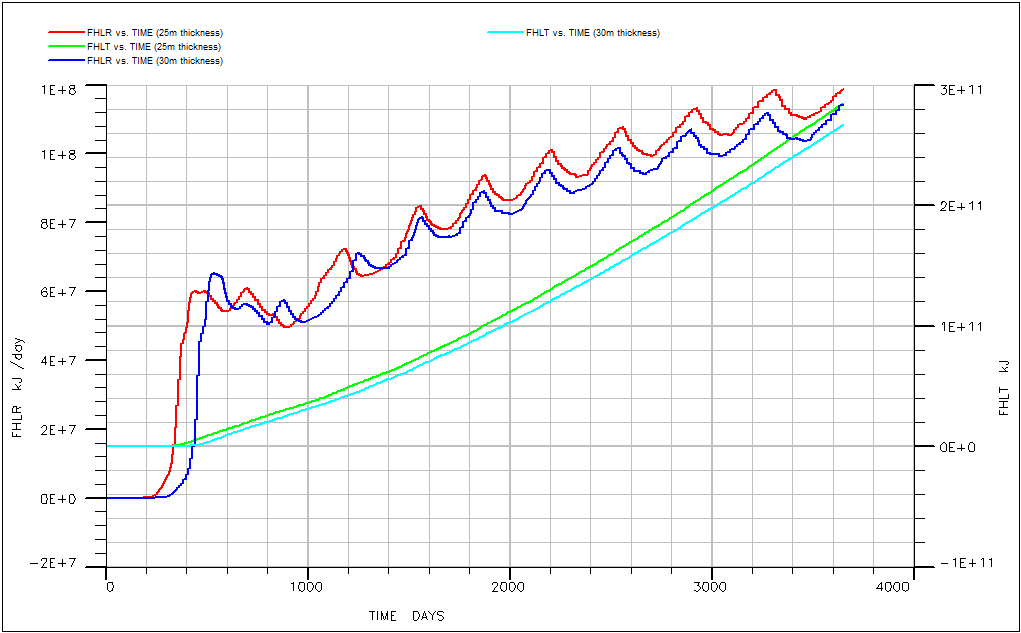 FHLR vs. TIME (25m thickness)
FHLT vs. TIME (30m thickness)
FHLT vs. TIME (25m thickness)
FHLR vs. TIME (30m thickness)
1E+8
3E+11
1E+8
8E+7
2E+11
6E+7
1E+11
4E+7
FHLR kJ /day
FHLT kJ
2E+7
0E+0
0E+0
-2E+7
-1E+11
0
1000
2000
3000
4000
TIME DAYS